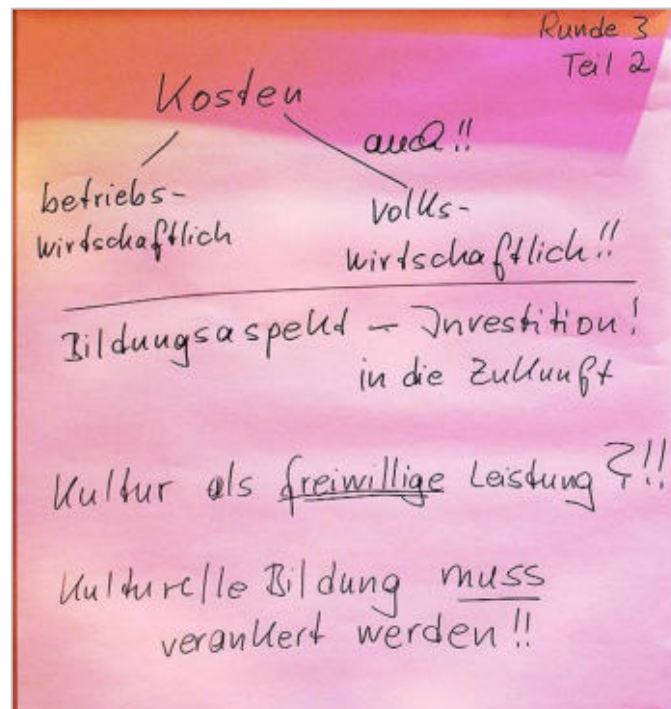 Runde 3
Teil 2
Kosten
auch!!
betriebs-
wirtschaftlich
volks-
wirtschaftlich!!
Bildungsaspekt – Investition!
in die Zukunft
Kultur als freiwillige Leistung?!!
Kulturelle Bildung muss
verankert werden!!